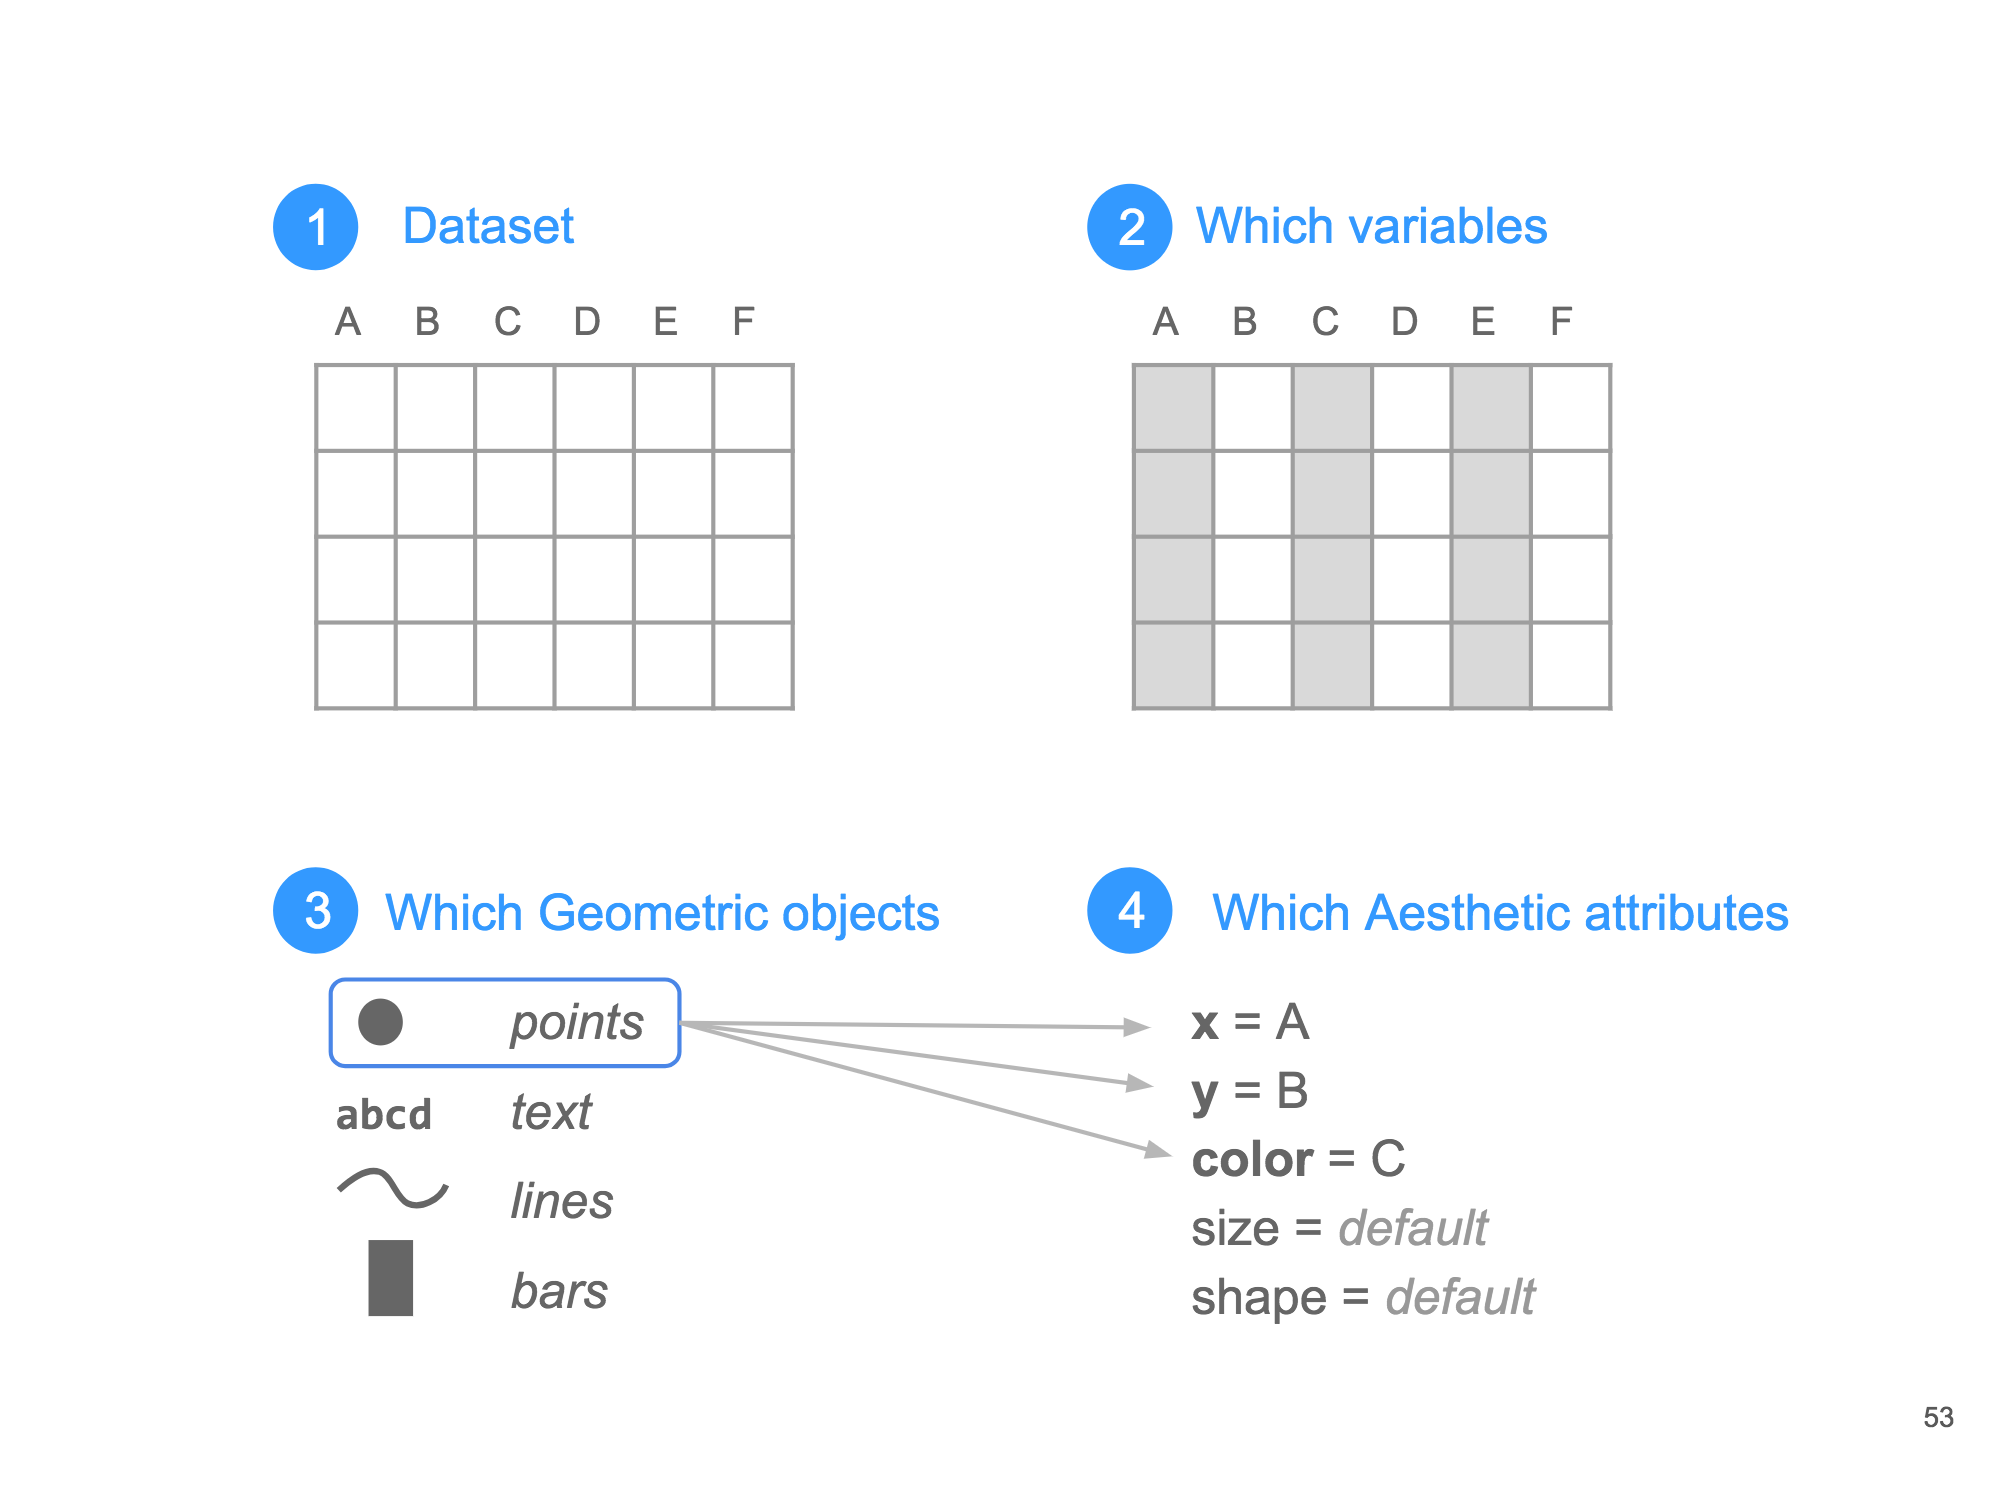 1 Dataset
A B C D E F
2 Which variables
A B C D E F
3 Which Geometric objects
points
abcd text
lines
bars
4 Which Aesthetic attributes
x = A
y = B
color = C
size = default
shape = default
53